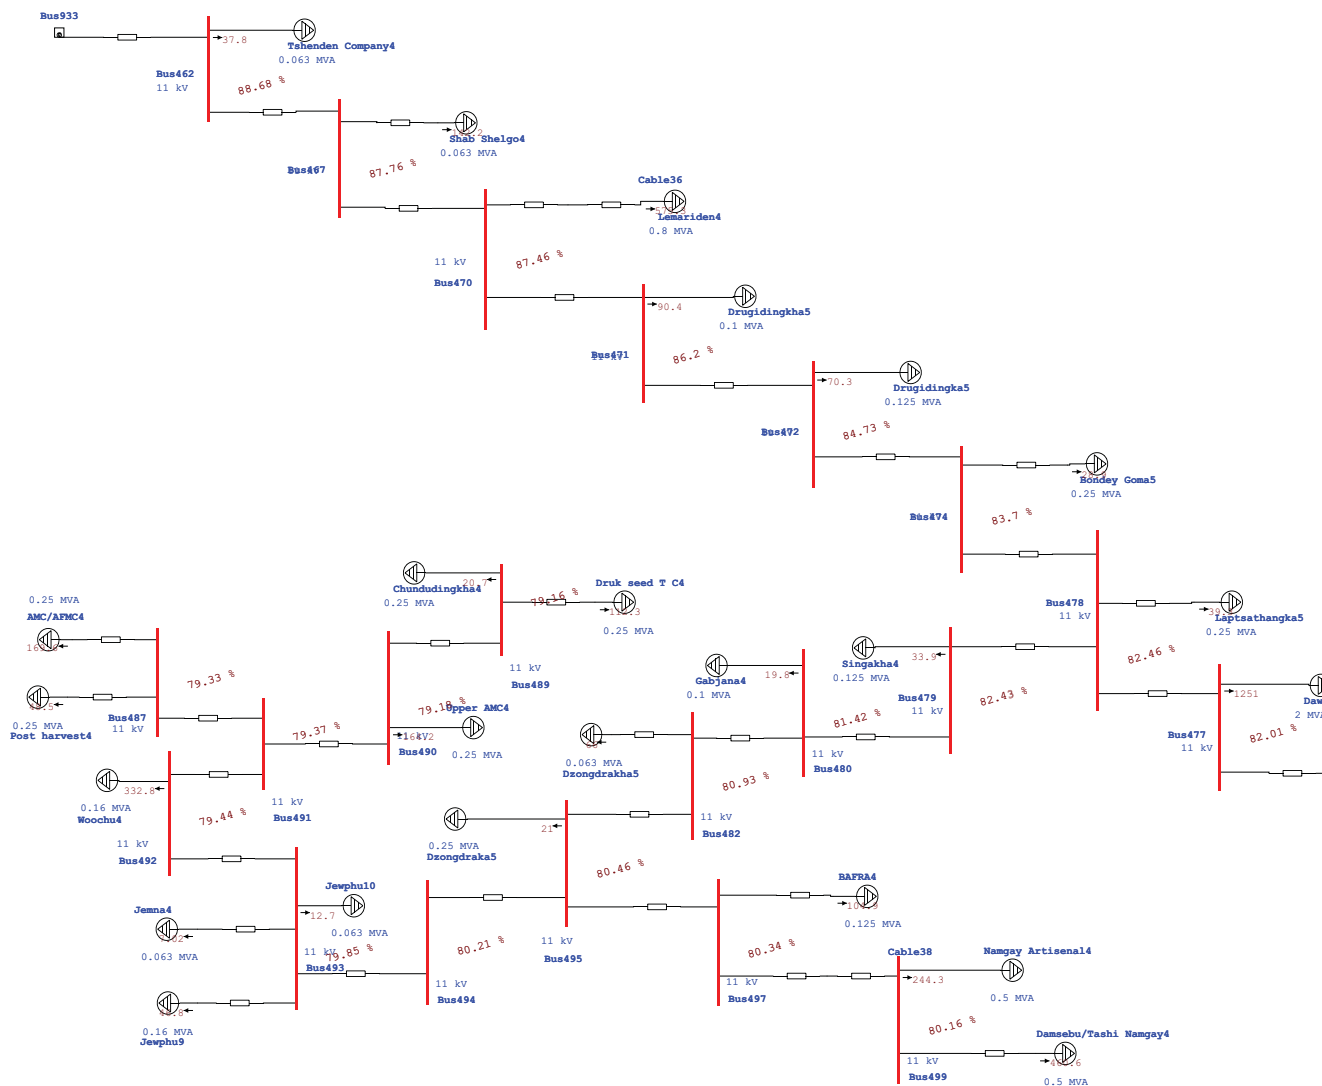 Bus933
37.8
Tshenden Company4
0.063 MVA
Bus462
11 kV
88.68 %
Shab Shelgo4
0.063 MVA
Bus467
87.76 %
Cable36
Lemariden4
0.8 MVA
11 kV
87.46 %
Bus470
90.4
Drugidingkha5
0.1 MVA
Bus471
86.2 %
70.3
Drugidingka5
0.125 MVA
Bus472
84.73 %
Bondey Goma5
0.25 MVA
Bus474
83.7 %
20.7
Chundudingkha4
0.25 MVA
79.16 %
Druk seed T C4
0.25 MVA
0.25 MVA
AMC/AFMC4
Bus478
11 kV
Laptsathangka5
0.25 MVA
82.46 %
11 kV
Bus489
33.9
Singakha4
0.125 MVA
19.8
Gabjana4
0.1 MVA
Bus479
11 kV
82.43 %
1251
2 MVA
79.33 %
79.18 %
Upper AMC4
0.25 MVA
Bus487
11 kV
0.25 MVA
Post harvest4
79.37 %
Bus490
81.42 %
Bus477
11 kV
82.01 %
Dzongdrakha5
0.063 MVA
11 kV
Bus480
80.93 %
332.8
0.16 MVA
Woochu4
79.44 %
11 kV
Bus491
11 kV
Bus482
11 kV
Bus492
21
0.25 MVA
Dzongdraka5
80.46 %
Jewphu10
12.7
0.063 MVA
BAFRA4
0.125 MVA
Jemna4
0.063 MVA
11 kV
79.85 %
Bus493
80.21 %
11 kV
Bus495
80.34 %
Cable38
Namgay Artisenal4
244.3
0.5 MVA
11 kV
Bus494
11 kV
Bus497
0.16 MVA
Jewphu9
80.16 %
Damsebu/Tashi Namgay4
11 kV
Bus499
0.5 MVA